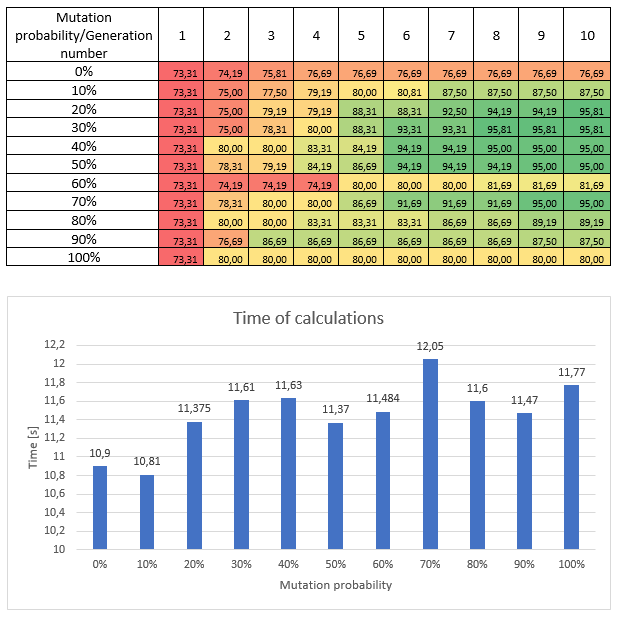 Mutation
probability/Generation
number
1 2 3 4 5 6 7 8 9 10
0% 73,31 74,19 75,81 76,69 76,69 76,69 76,69 76,69 76,69 76,69
10% 73,31 75,00 77,50 79,19 80,00 80,81 87,50 87,50 87,50 87,50
20% 73,31 75,00 79,19 79,19 88,31 88,31 92,50 94,19 94,19 95,81
30% 73,31 75,00 78,31 80,00 88,31 93,31 93,31 95,81 95,81 95,81
40% 73,31 80,00 80,00 83,31 84,19 94,19 94,19 95,00 95,00 95,00
50% 73,31 78,31 79,19 84,19 86,69 94,19 94,19 94,19 95,00 95,00
60% 73,31 74,19 74,19 74,19 80,00 80,00 80,00 81,69 81,69 81,69
70% 73,31 78,31 80,00 80,00 86,69 91,69 91,69 91,69 95,00 95,00
80% 73,31 80,00 80,00 83,31 83,31 83,31 86,69 86,69 89,19 89,19
90% 73,31 76,69 86,69 86,69 86,69 86,69 86,69 86,69 87,50 87,50
100% 73,31 80,00 80,00 80,00 80,00 80,00 80,00 80,00 80,00 80,00
Time of calculations
12,2
12
11,8
11,6
11,4
11,2
11
10,8
10,6
10,4
10,2
10
Time [s]
10,9 10,81 11,375 11,61 11,63 11,37 11,484 12,05 11,6 11,47 11,77
0% 10% 20% 30% 40% 50% 60% 70% 80% 90% 100%
Mutation probability